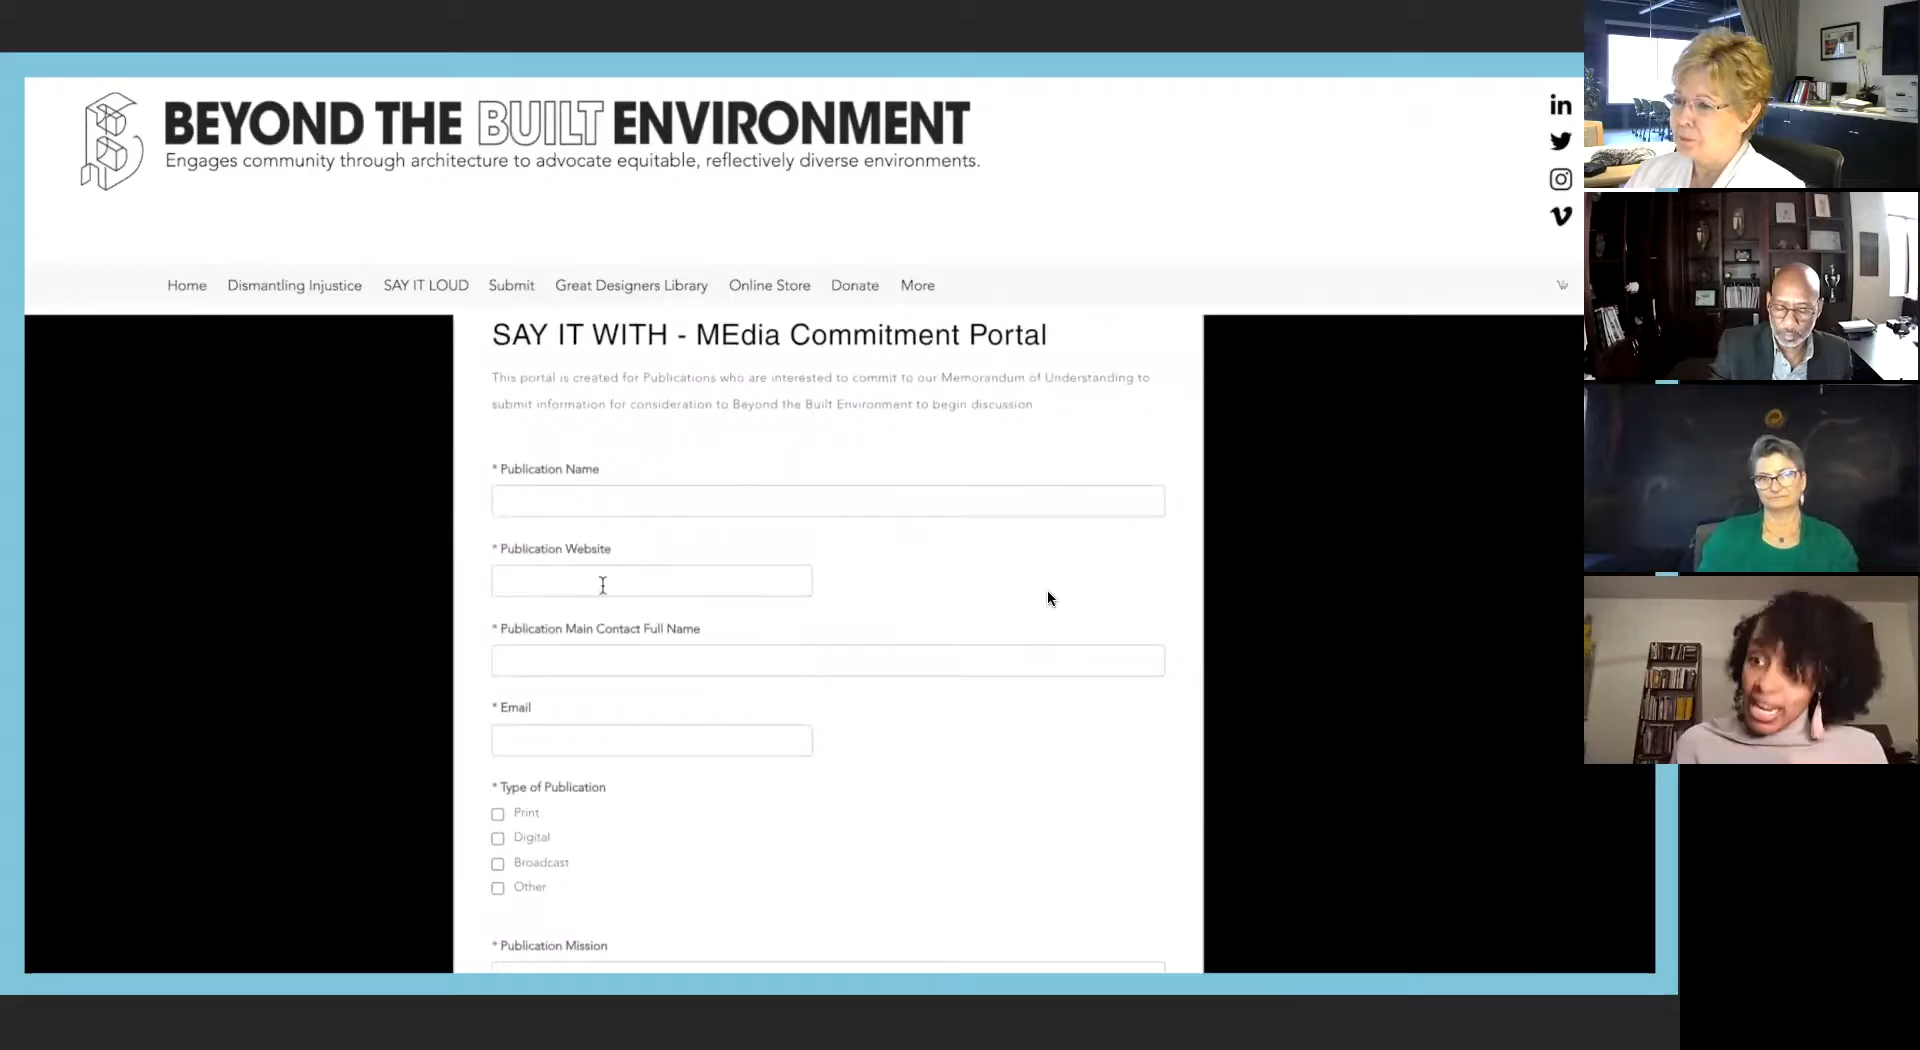 BEYOND THE BUILT ENVIRONMENT
Engages community through architecture to advocate equitable, reflectively diverse environments.
in
Home Dismantling Injustice SAY IT LOUD Submit Great Designers Library Online Store Donate More
SAY IT WITH - MEdia Commitment Portal
This portal is created for Publications who are interested to commit to our Memorandum of Understanding to
submit information for consideration to Beyond the Built Environment to begin discussion
* Publication Name
* Publication Website
* Publication Main Contact Full Name
* Email
* Type of Publication
Print
Digital
Broadcast
Other
* Publication Mission